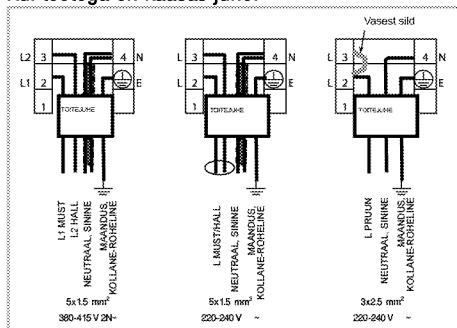 Vasest sild
L2 3 4 N
L1 2 E
1 TOITEJUHE
L 3 4 N
L 2 E
1 TOITEJUHE
L 3 4 N
L 2 E
1 TOITEJUHE
L1 MUST
L2 HALL
NEUTRAAL, SININE
MAANDUS,
KOLLANE-ROHELINE
L MUST/HALL
NEUTRAAL, SININE
MAANDUS,
KOLLANE-ROHELINE
L PRUUN
NEUTRAAL, SININE
MAANDUS,
KOLLANE-ROHELINE
5x1.5 mm²
380-415 V 2N~
5x1.5 mm²
220-240 V ~
3x2.5 mm²
220-240 V ~